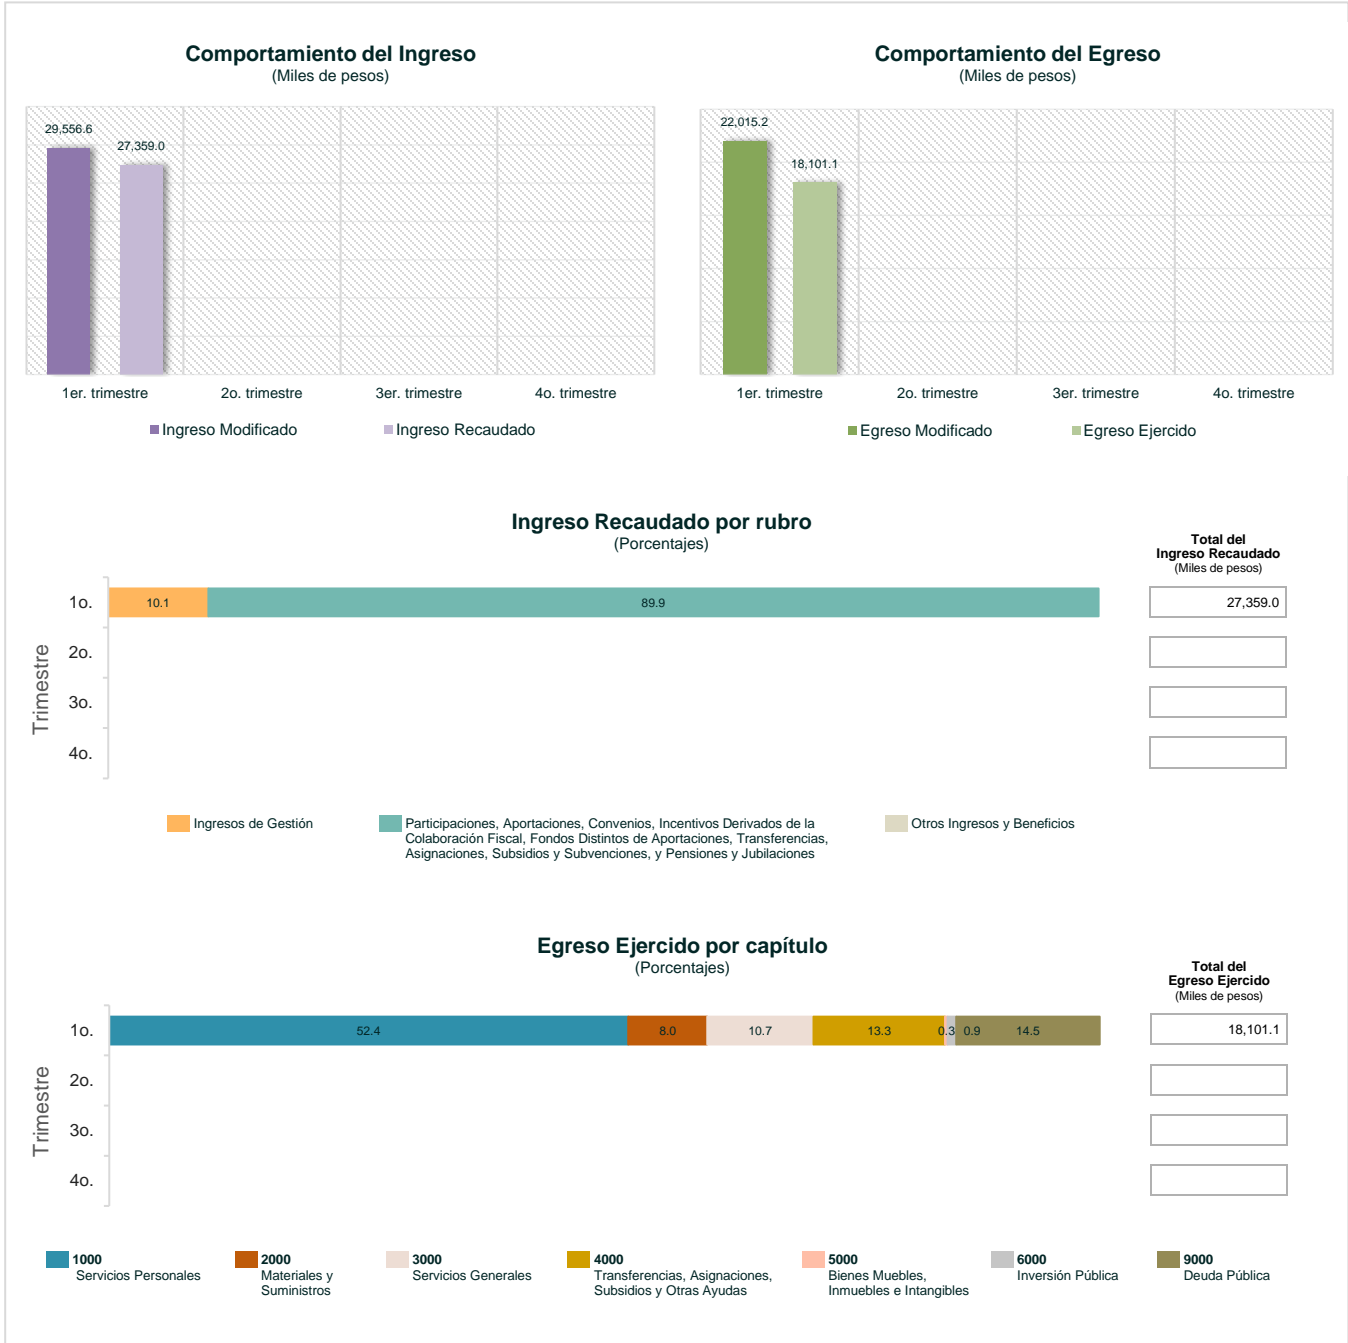 Comportamiento del Ingreso
(Miles de pesos)
29,556.6
27,359.0
1er. trimestre
2o. trimestre
3er. trimestre
4o. trimestre
Ingreso Modificado
Ingreso Recaudado
Comportamiento del Egreso
(Miles de pesos)
22,015.2
18,101.1
1er. trimestre
2o. trimestre
3er. trimestre
4o. trimestre
Egreso Modificado
Egreso Ejercido
Ingreso Recaudado por rubro
(Porcentajes)
Total del
Ingreso Recaudado
(Miles de pesos)
Trimestre
1o.
10.1
89.9
27,359.0
2o.
3o.
4o.
Ingresos de Gestión
Participaciones, Aportaciones, Convenios, Incentivos Derivados de la
Colaboración Fiscal, Fondos Distintos de Aportaciones, Transferencias,
Asignaciones, Subsidios y Subvenciones, y Pensiones y Jubilaciones
Otros Ingresos y Beneficios
Egreso Ejercido por capítulo
(Porcentajes)
Total del
Egreso Ejercido
(Miles de pesos)
Trimestre
1o.
52.4
8.0
10.7
13.3
0.3
0.9
14.5
18,101.1
2o.
3o.
4o.
1000
Servicios Personales
2000
Materiales y
Suministros
3000
Servicios Generales
4000
Transferencias, Asignaciones,
Subsidios y Otras Ayudas
5000
Bienes Muebles,
Inmuebles e Intangibles
6000
Inversión Pública
9000
Deuda Pública